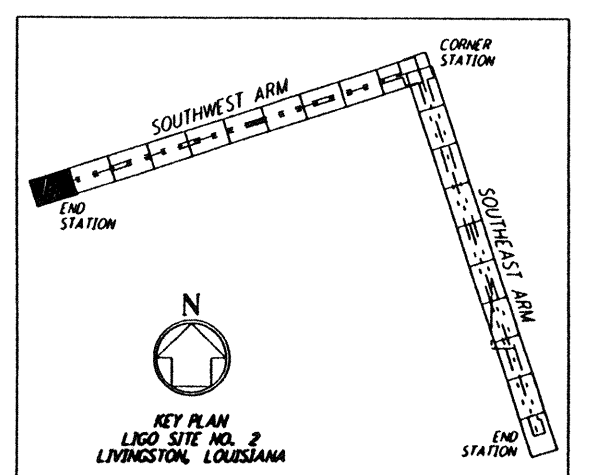 CORNER
STATION
SOUTHWEST ARM
END
STATION
SOUTHEAST ARM
N
KEY PLAN
LIGO SITE NO. 2
LIVINGSTON, LOUISIANA
END
STATION